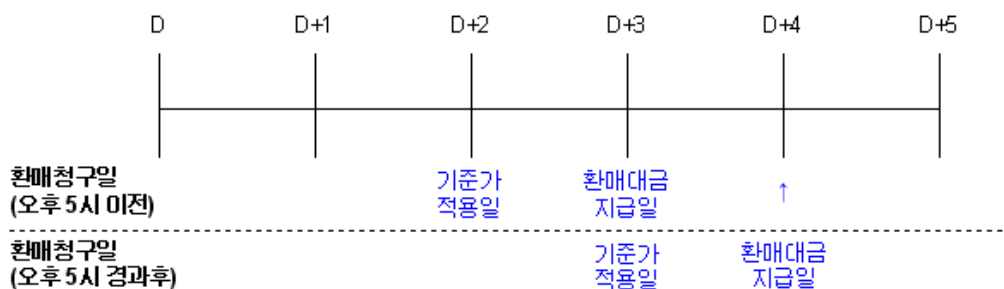 D D+1 D+2 D+3 D+4 D+5
환매청구일 기준가 환매대금 ↑
(오후 5시 이전) 적용일 지급일
환매청구일 기준가 환매대금
(오후 5시 경과후) 적용일 지급일